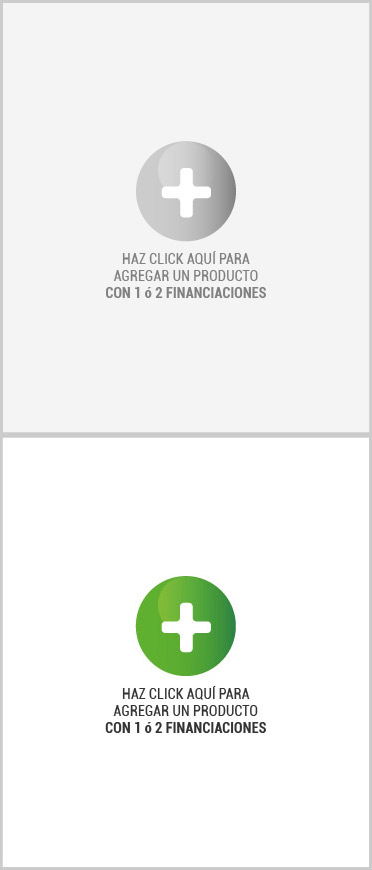 HAZ CLICK AQUÍ PARA
AGREGAR UN PRODUCTO
CON 1 ó 2 FINANCIACIONES
HAZ CLICK AQUÍ PARA
AGREGAR UN PRODUCTO
CON 1 ó 2 FINANCIACIONES